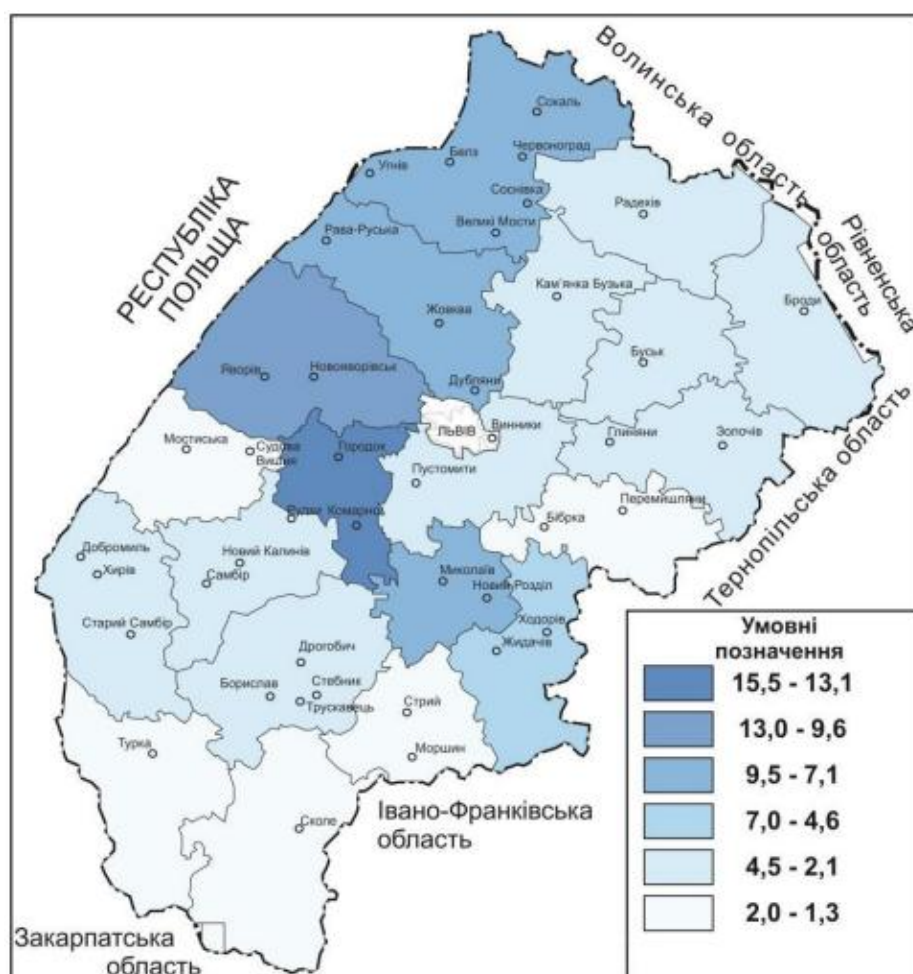 Волинська область
Рівненська
область
РЕСПУБЛІКА
ПОЛЬЩА
Сокаль
Червоноград
Белз
Угнів
Соснівка
Великі Мости
Радехів
Рава-Руська
Кам'янка Бузька
Броди
Жовква
Буськ
Яворів
Новояворівськ
Дубляни
ЛЬВІВ
Винники
Глиняни
Золочів
Мостиська
Судова
Вишня
Городок
Пустомити
Рудки
Комарно
Бібрка
Перемишляни
Тернопільська область
Добромиль
Хирів
Новий Калинів
Самбір
Миколаїв
Новий Розділ
Ходорів
Жидачів
Старий Самбір
Дрогобич
Борислав
Стебник
Трускавець
Стрий
Моршин
Турка
Сколе
Івано-Франківська
область
Закарпатська
область
Умовні
позначення
15,5 - 13,1
13,0 - 9,6
9,5 - 7,1
7,0 - 4,6
4,5 - 2,1
2,0 - 1,3